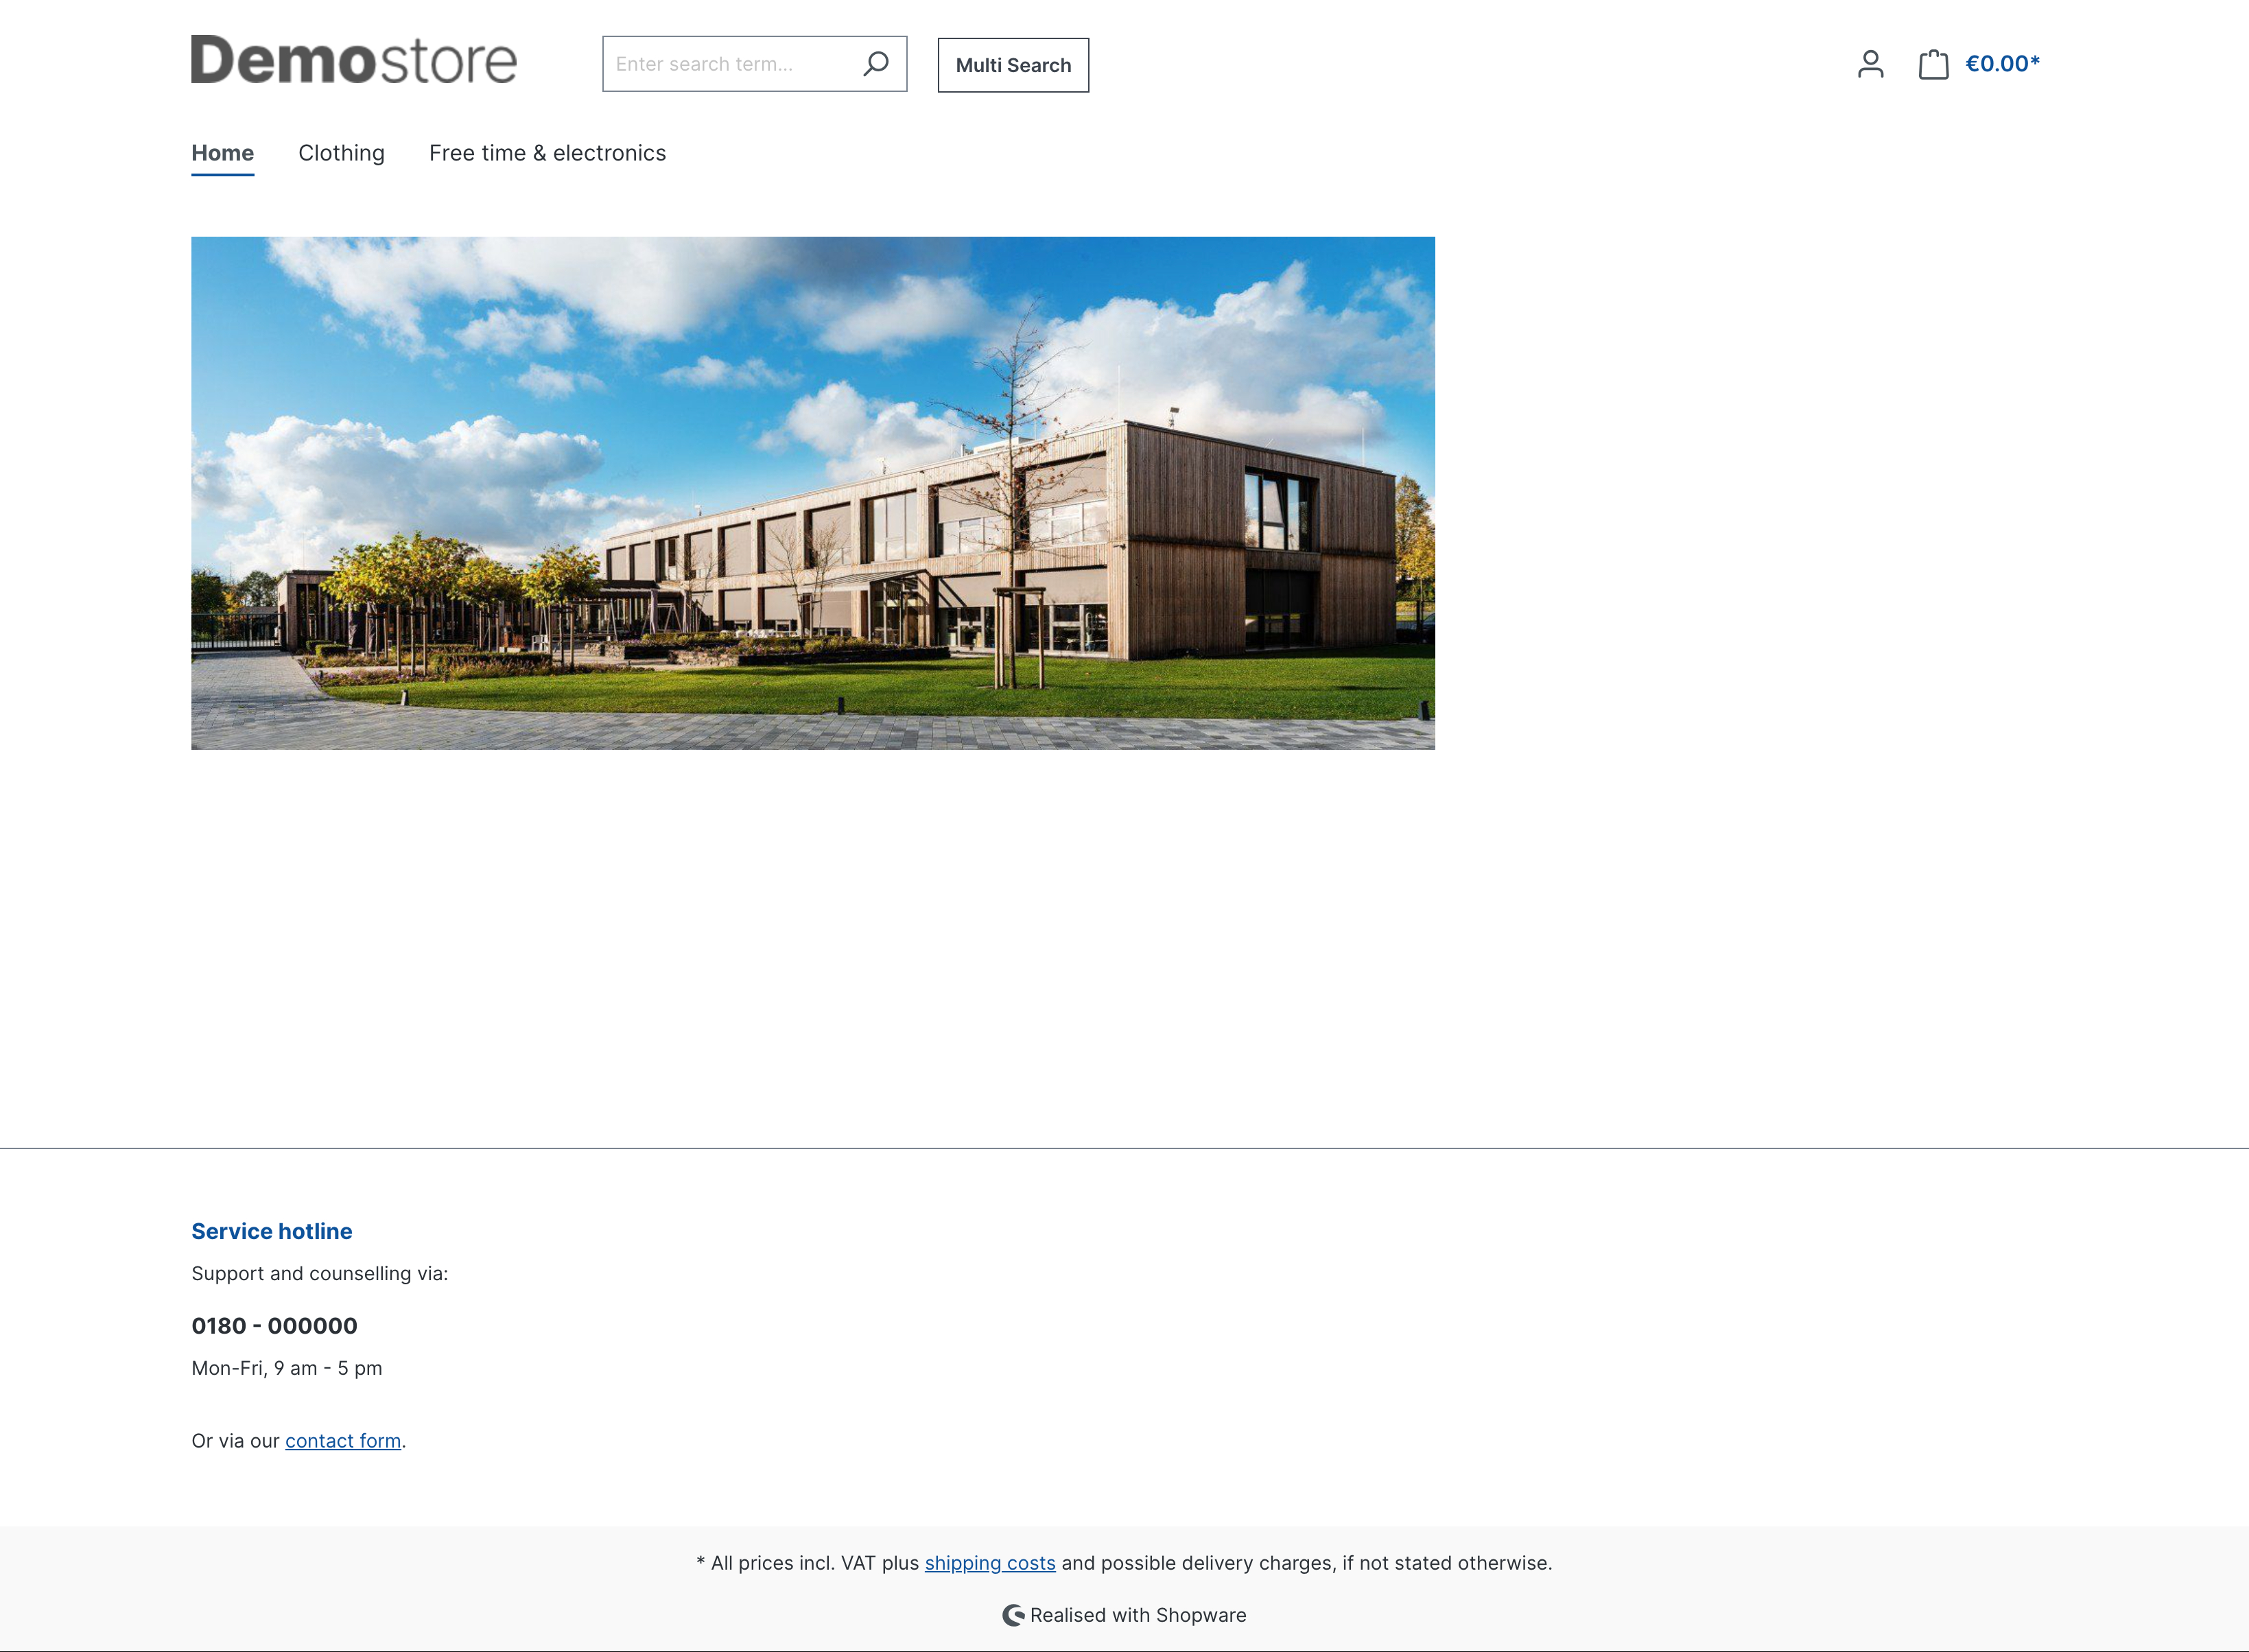 Demostore
Enter search term...
Multi Search
€0.00*
Home
Clothing
Free time & electronics
Service hotline
Support and counselling via:
0180 - 000000
Mon-Fri, 9 am - 5 pm
Or via our contact form.
* All prices incl. VAT plus shipping costs and possible delivery charges, if not stated otherwise.
Realised with Shopware